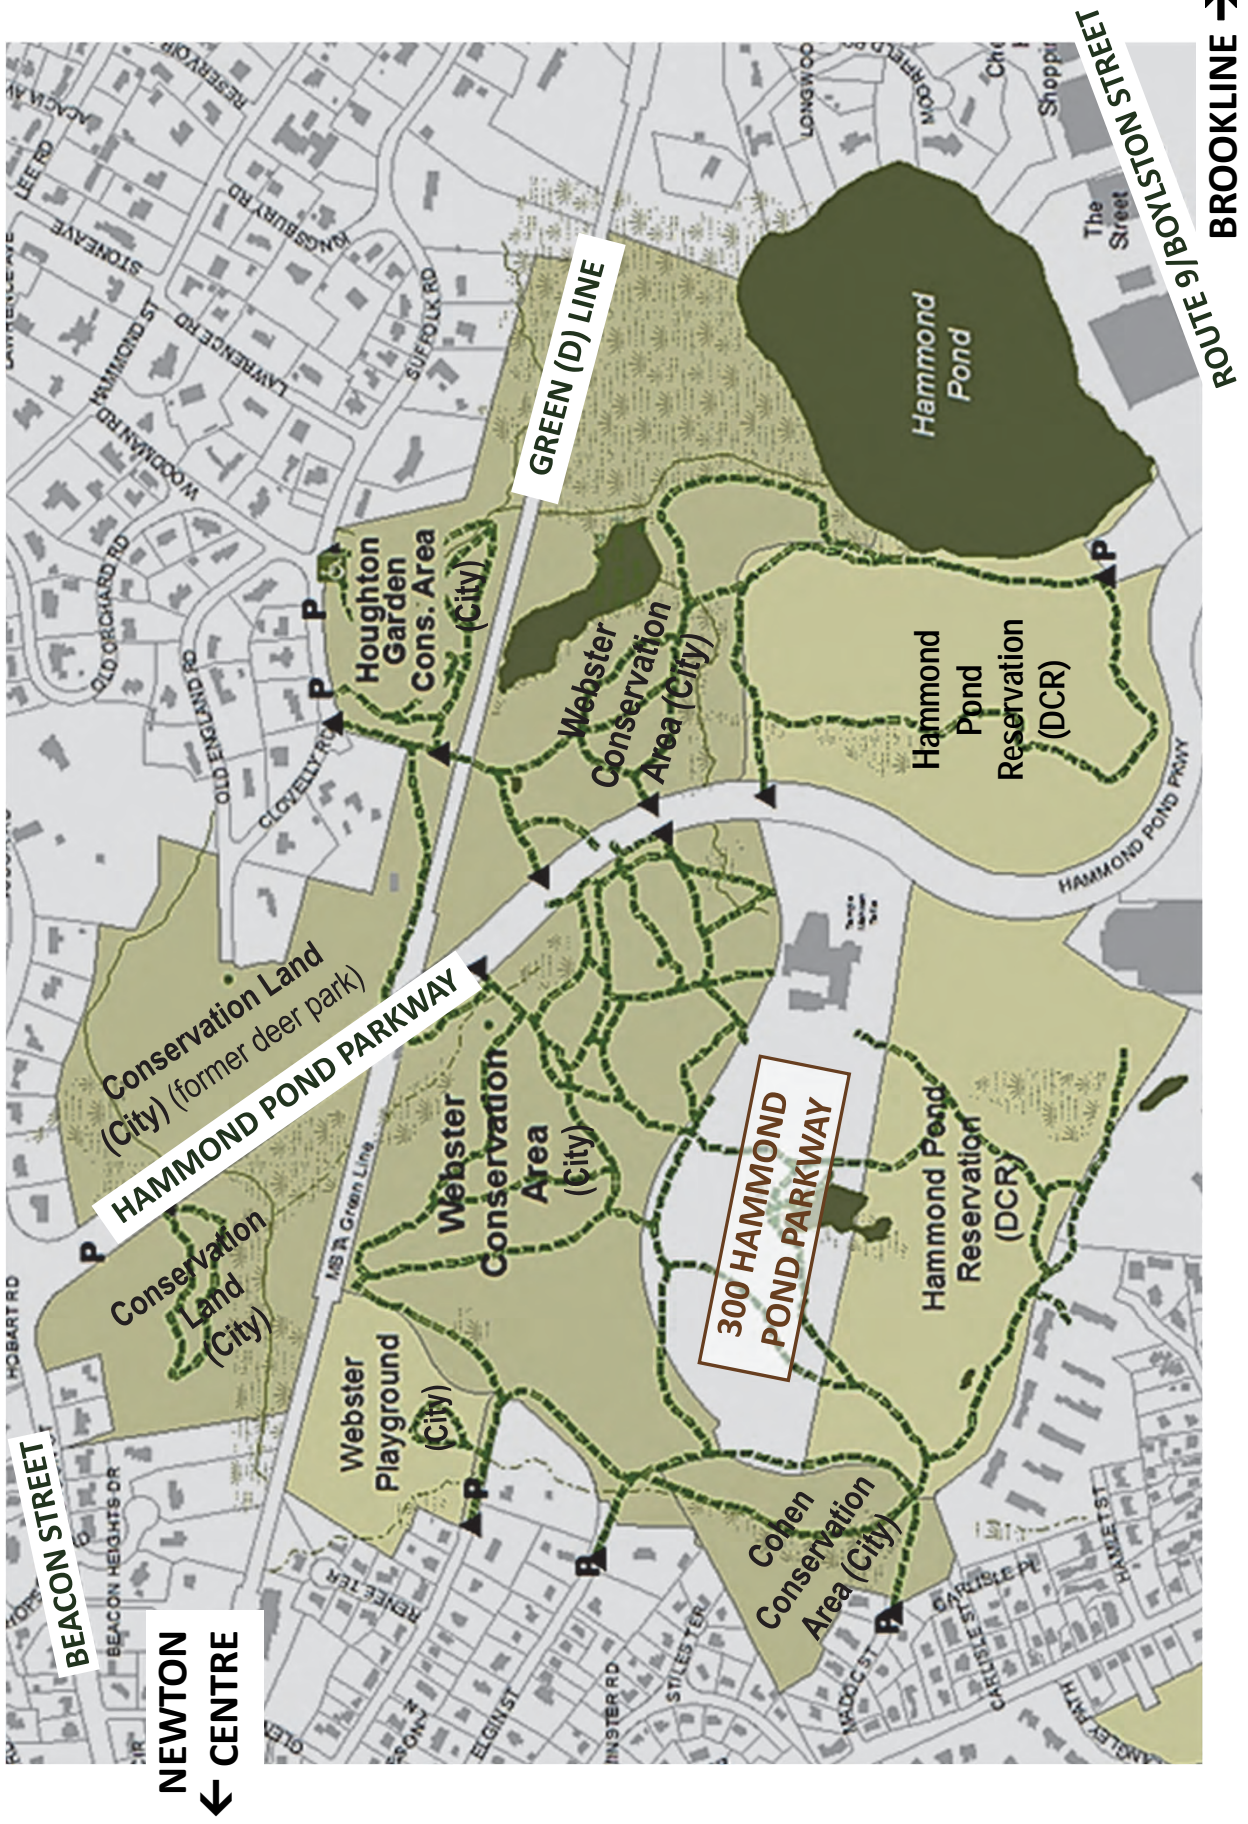 BROOKLINE →
ROUTE 9/BOYLSTON STREET
The
Street
Hammond
Pond
LONGWOO
LEE RD
STONE AVE
KINGSBURY RD
HAMMOND ST
LAWRENCE RD
SUFFOLK RD
WOODMAN RD
OLD ORCHARD RD
OLD ENGLAND RD
CLOVELLY RD
GREEN (D) LINE
P
P
Houghton
Garden
Cons. Area
(City)
Webster
Conservation
Area (City)
Hammond
Pond
Reservation
(DCR)
P
HAMMOND POND PKWY
Conservation Land
(City) (former deer park)
HAMMOND POND PARKWAY
P
Conservation
Land
(City)
MBTA Green Line
Webster
Conservation
Area
(City)
300 HAMMOND
POND PARKWAY
Hammond Pond
Reservation
(DCR)
Webster
Playground
(City)
P
P
Cohen
Conservation
Area (City)
P
HOBART RD
BEACON STREET
BEACON HEIGHTS DR
RENEE TER
ELGIN ST
STILES TER
MADOC ST
CARLISLE ST
CARLISLE PL
HAMLET ST
NEWTON
← CENTRE